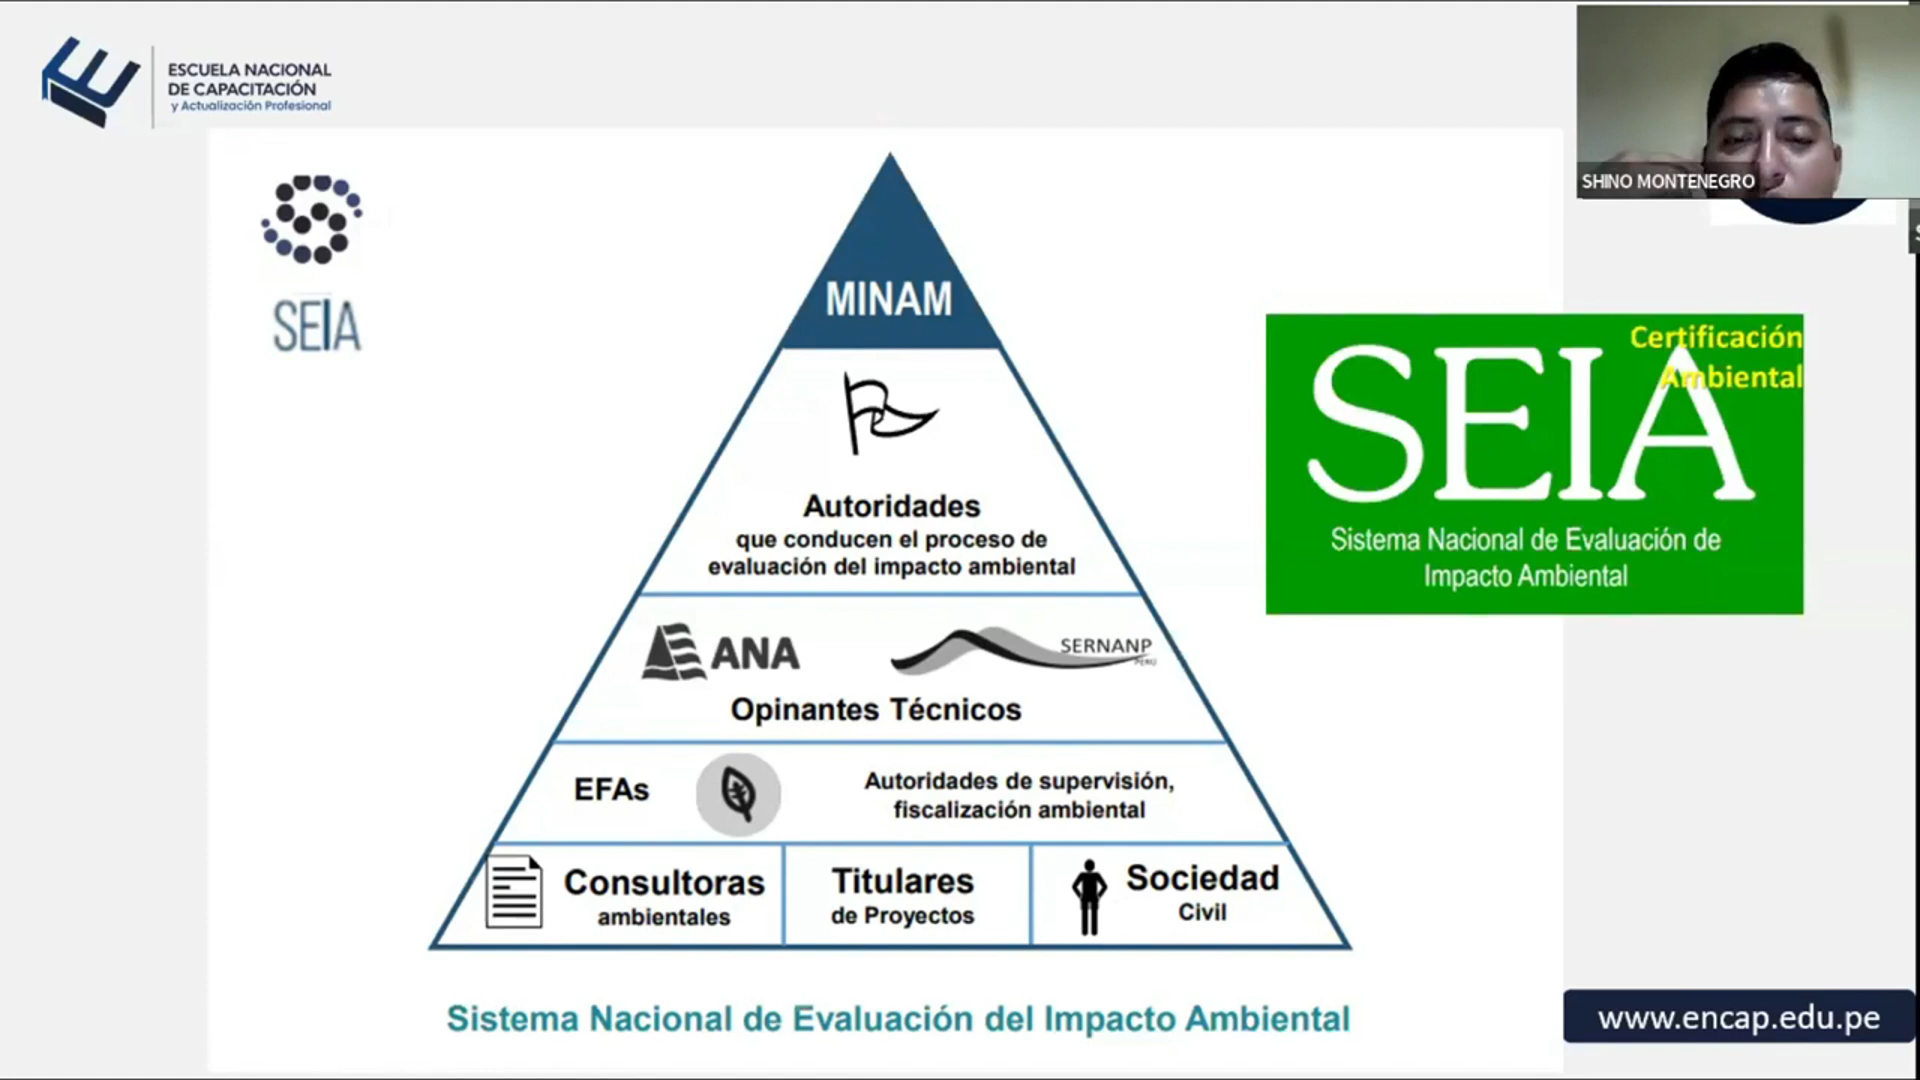 ESCUELA NACIONAL
DE CAPACITACIÓN
y Actualización Profesional
SHINO MONTENEGRO
SEIA
MINAM
Autoridades
que conducen el proceso de
evaluación del impacto ambiental
ANA
SERNANP
PERÚ
Opinantes Técnicos
EFAs
Autoridades de supervisión,
fiscalización ambiental
Consultoras
ambientales
Titulares
de Proyectos
Sociedad
Civil
Certificación
Ambiental
SEIA
Sistema Nacional de Evaluación de
Impacto Ambiental
Sistema Nacional de Evaluación del Impacto Ambiental
www.encap.edu.pe